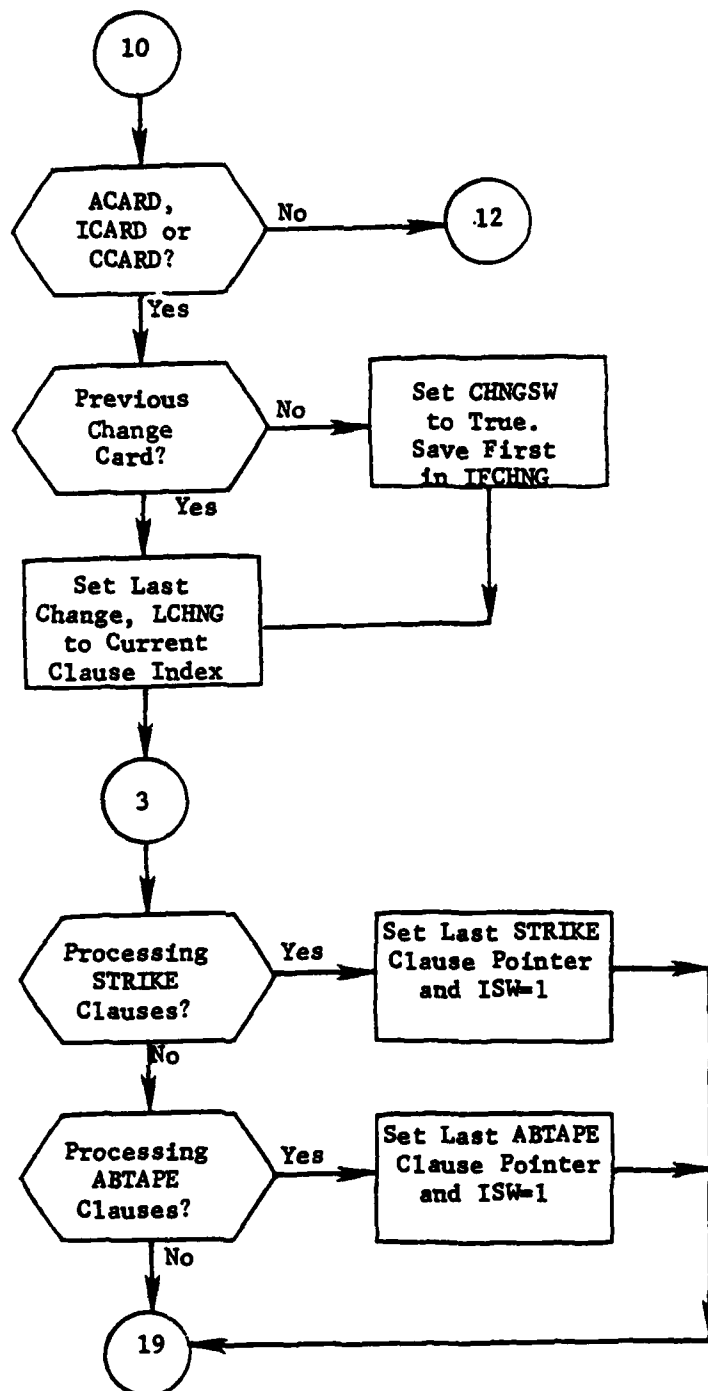 10
ACARD,
ICARD or
CCARD?
No
12
Yes
Previous
Change
Card?
No
Set CHNGSW
to True.
Save First
in IFCHNG
Yes
Set Last
Change, LCHNG
to Current
Clause Index
3
Processing
STRIKE
Clauses?
Yes
Set Last STRIKE
Clause Pointer
and ISW=1
No
Processing
ABTAPE
Clauses?
Yes
Set Last ABTAPE
Clause Pointer
and ISW=1
No
19